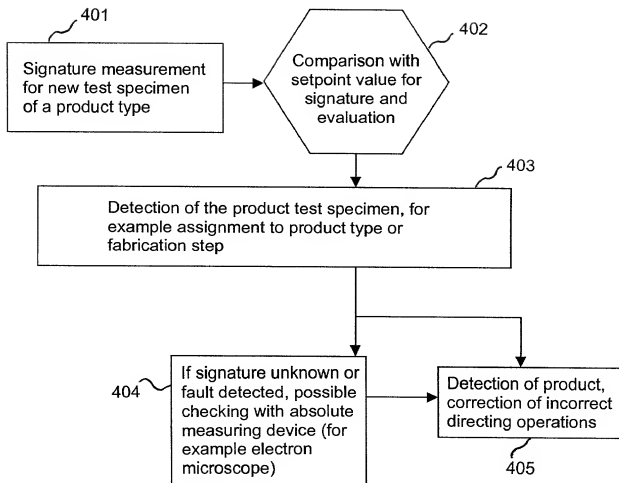 401
Signature measurement
for new test specimen
of a product type
402
Comparison with
setpoint value for
signature and
evaluation
403
Detection of the product test specimen, for
example assignment to product type or
fabrication step
404
If signature unknown or
fault detected, possible
checking with absolute
measuring device (for
example electron
microscope)
Detection of product,
correction of incorrect
directing operations
405